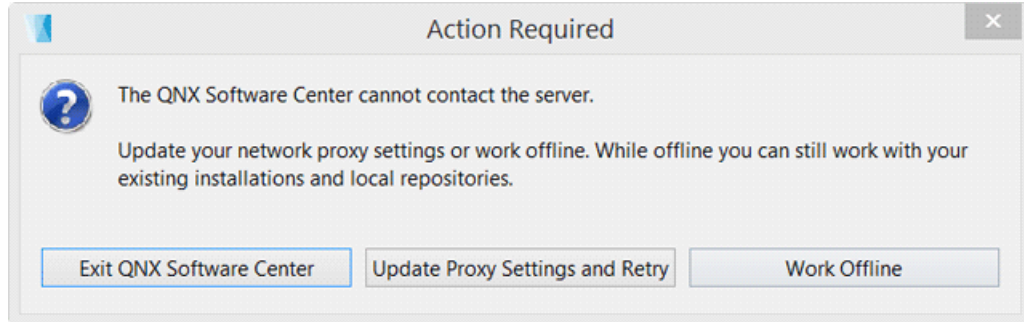 Action Required
The QNX Software Center cannot contact the server.
Update your network proxy settings or work offline. While offline you can still work with your
existing installations and local repositories.
Exit QNX Software Center
Update Proxy Settings and Retry
Work Offline